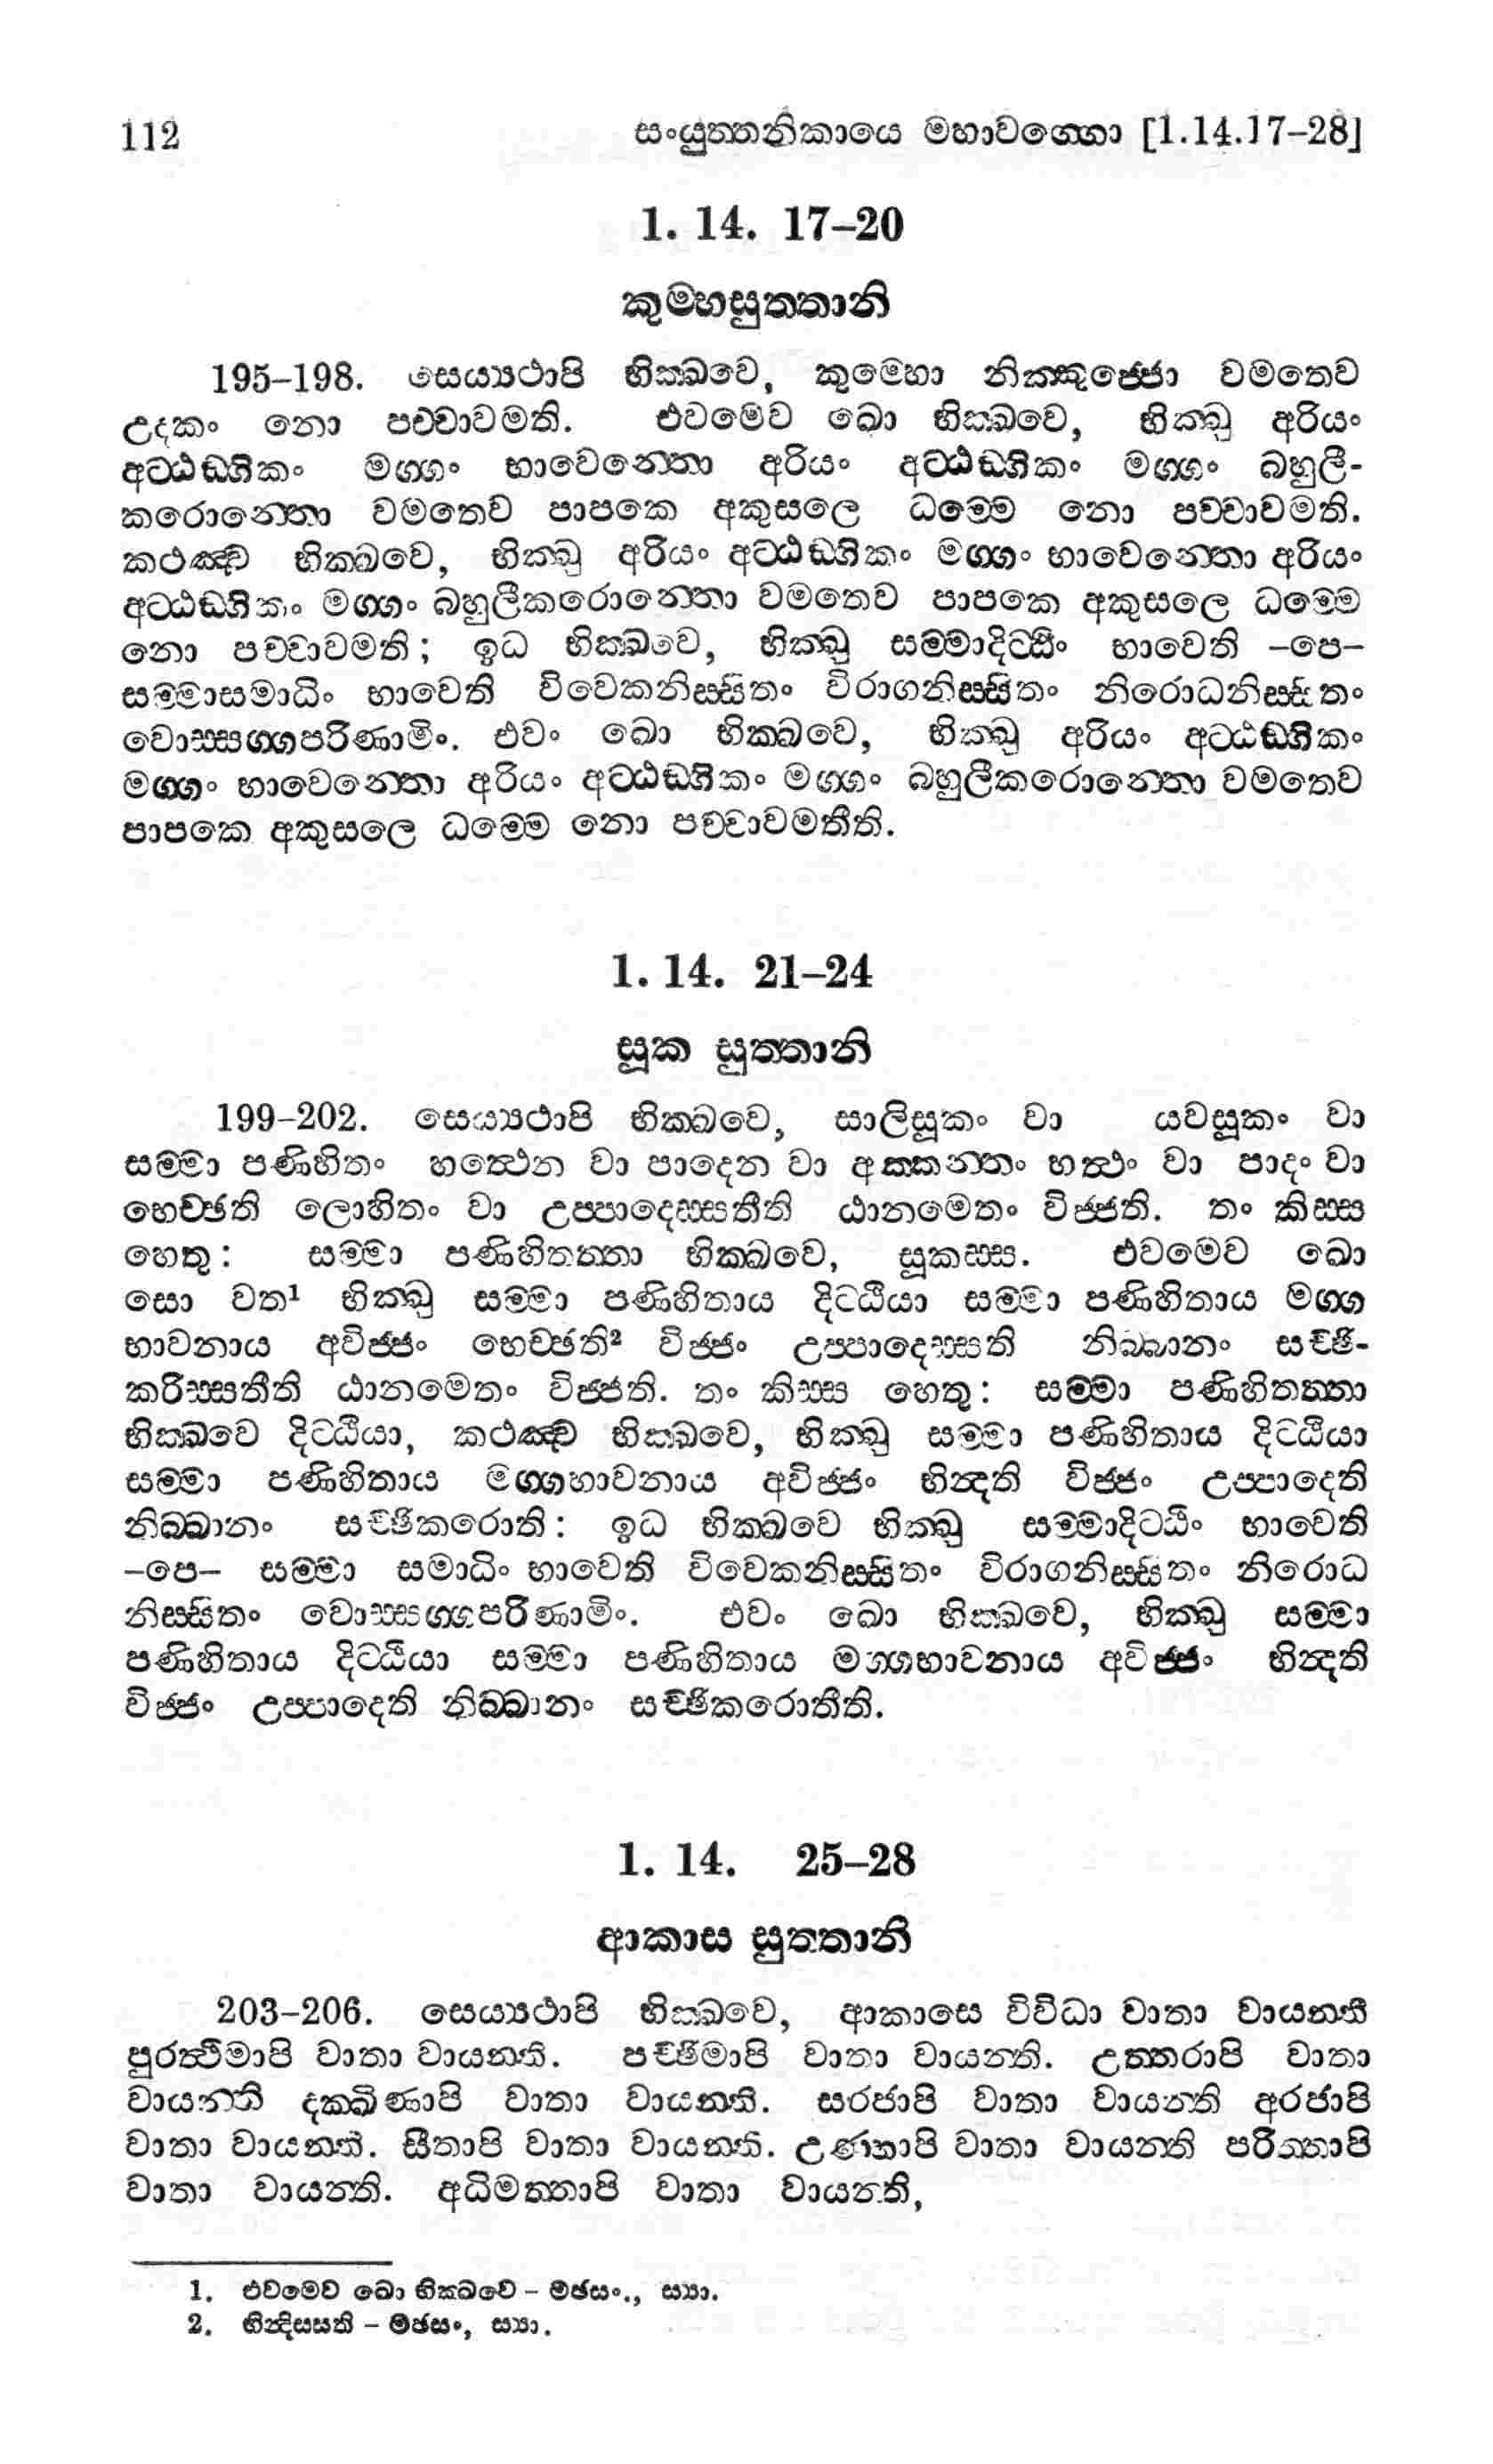 112 සංයුත්තනිකායෙ මහාවග්ගො [1.14.17–28]
1. 14. 17–20
කුම්භසුත්තානි
195–198. සෙය්‍යථාපි භික්ඛවෙ, කුම්භො නික්කුජ්ජො වමතෙව
උදකං නො පච්චාවමති. එවමෙව ඛො භික්ඛවෙ, භික්ඛු අරියං
අට්ඨඞ්ගිකං මග්ගං භාවෙන්තො අරියං අට්ඨඞ්ගිකං මග්ගං බහුලී-
කරොන්තො වමතෙව පාපකෙ අකුසලෙ ධම්මෙ නො පච්චාවමති.
කථඤ්ච භික්ඛවෙ, භික්ඛු අරියං අට්ඨඞ්ගිකං මග්ගං භාවෙන්තො අරියං
අට්ඨඞ්ගිකං මග්ගං බහුලීකරොන්තො වමතෙව පාපකෙ අකුසලෙ ධම්මෙ
නො පච්චාවමති; ඉධ භික්ඛවෙ, භික්ඛු සම්මාදිට්ඨිං භාවෙති –පෙ–
සම්මාසමාධිං භාවෙති විවෙකනිස්සිතං විරාගනිස්සිතං නිරොධනිස්සිතං
වොස්සග්ගපරිණාමිං. එවං ඛො භික්ඛවෙ, භික්ඛු අරියං අට්ඨඞ්ගිකං
මග්ගං භාවෙන්තො අරියං අට්ඨඞ්ගිකං මග්ගං බහුලීකරොන්තො වමතෙව
පාපකෙ අකුසලෙ ධම්මෙ නො පච්චාවමතීති.
1. 14. 21–24
සූක සුත්තානි
199–202. සෙය්‍යථාපි භික්ඛවෙ, සාලිසූකං වා යවසූකං වා
සම්මා පණිහිතං හත්ථෙන වා පාදෙන වා අක්කන්තං හත්ථං වා පාදං වා
භෙච්ඡති ලොහිතං වා උප්පාදෙස්සතීති ඨානමෙතං විජ්ජති. තං කිස්ස
හෙතු: සම්මා පණිහිතත්තා භික්ඛවෙ, සූකස්ස. එවමෙව ඛො
සො වත¹ භික්ඛු සම්මා පණිහිතාය දිට්ඨියා සම්මා පණිහිතාය මග්ග
භාවනාය අවිජ්ජං භෙච්ඡති² විජ්ජං උප්පාදෙස්සති නිබ්බානං සච්ඡි-
කරිස්සතීති ඨානමෙතං විජ්ජති. තං කිස්ස හෙතු: සම්මා පණිහිතත්තා
භික්ඛවෙ දිට්ඨියා, කථඤ්ච භික්ඛවෙ, භික්ඛු සම්මා පණිහිතාය දිට්ඨියා
සම්මා පණිහිතාය මග්ගභාවනාය අවිජ්ජං භින්දති විජ්ජං උප්පාදෙති
නිබ්බානං සච්ඡිකරොති: ඉධ භික්ඛවෙ භික්ඛු සම්මාදිට්ඨිං භාවෙති
–පෙ– සම්මා සමාධිං භාවෙති විවෙකනිස්සිතං විරාගනිස්සිතං නිරොධ
නිස්සිතං වොස්සග්ගපරිණාමිං. එවං ඛො භික්ඛවෙ, භික්ඛු සම්මා
පණිහිතාය දිට්ඨියා සම්මා පණිහිතාය මග්ගභාවනාය අවිජ්ජං භින්දති
විජ්ජං උප්පාදෙති නිබ්බානං සච්ඡිකරොතීති.
1. 14. 25–28
ආකාස සුත්තානි
203–206. සෙය්‍යථාපි භික්ඛවෙ, ආකාසෙ විවිධා වාතා වායන්ති
පුරත්ථිමාපි වාතා වායන්ති. පච්ඡිමාපි වාතා වායන්ති. උත්තරාපි වාතා
වායන්ති දක්ඛිණාපි වාතා වායන්ති. සරජාපි වාතා වායන්ති අරජාපි
වාතා වායන්ති. සීතාපි වාතා වායන්ති. උණ්හාපි වාතා වායන්ති පරිත්තාපි
වාතා වායන්ති. අධිමත්තාපි වාතා වායන්ති,
1. එවමෙව ඛො භික්ඛවෙ – මඡසං., ස්‍යා.
2. භින්දිස්සති – මඡසං, ස්‍යා.